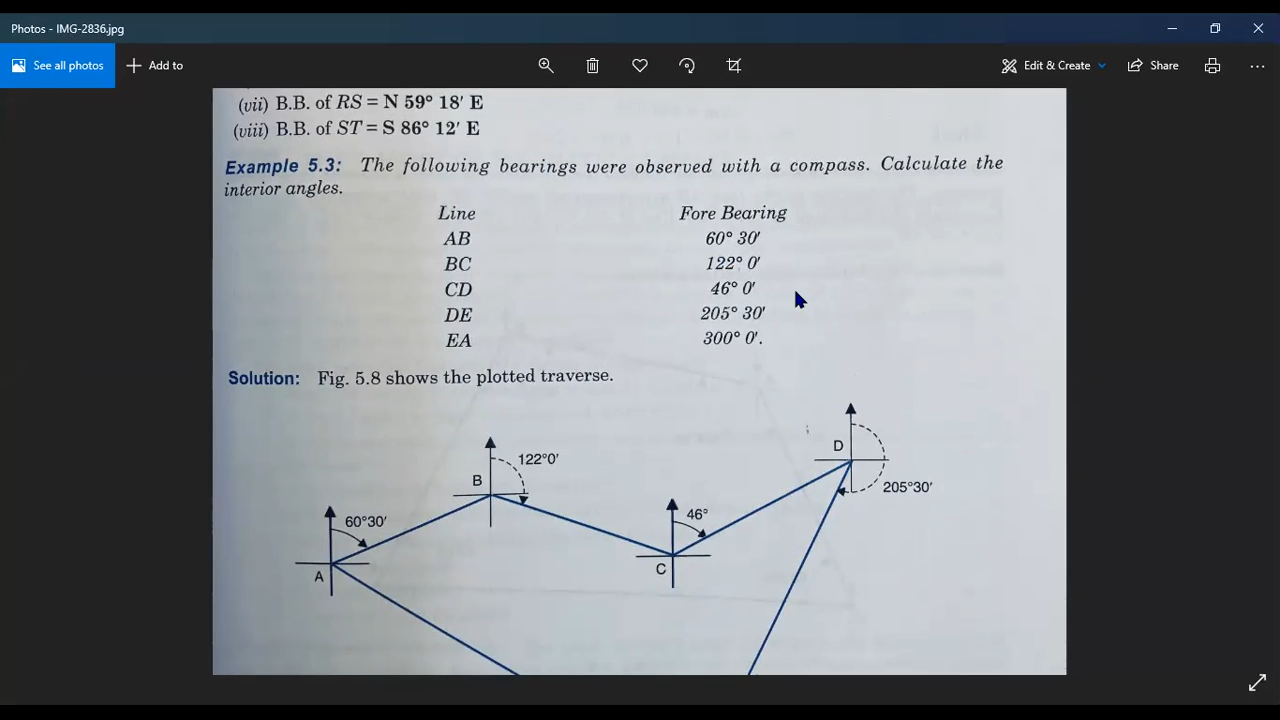 Photos - IMG-2836.jpg
See all photos
Add to
Edit & Create
Share
(vii) B.B. of RS = N 59° 18′ E
(viii) B.B. of ST = S 86° 12′ E
Example 5.3: The following bearings were observed with a compass. Calculate the
interior angles.
Line Fore Bearing
AB 60° 30′
BC 122° 0′
CD 46° 0′
DE 205° 30′
EA 300° 0′.
Solution: Fig. 5.8 shows the plotted traverse.
D
B
122°0′
205°30′
60°30′
46°
C
A